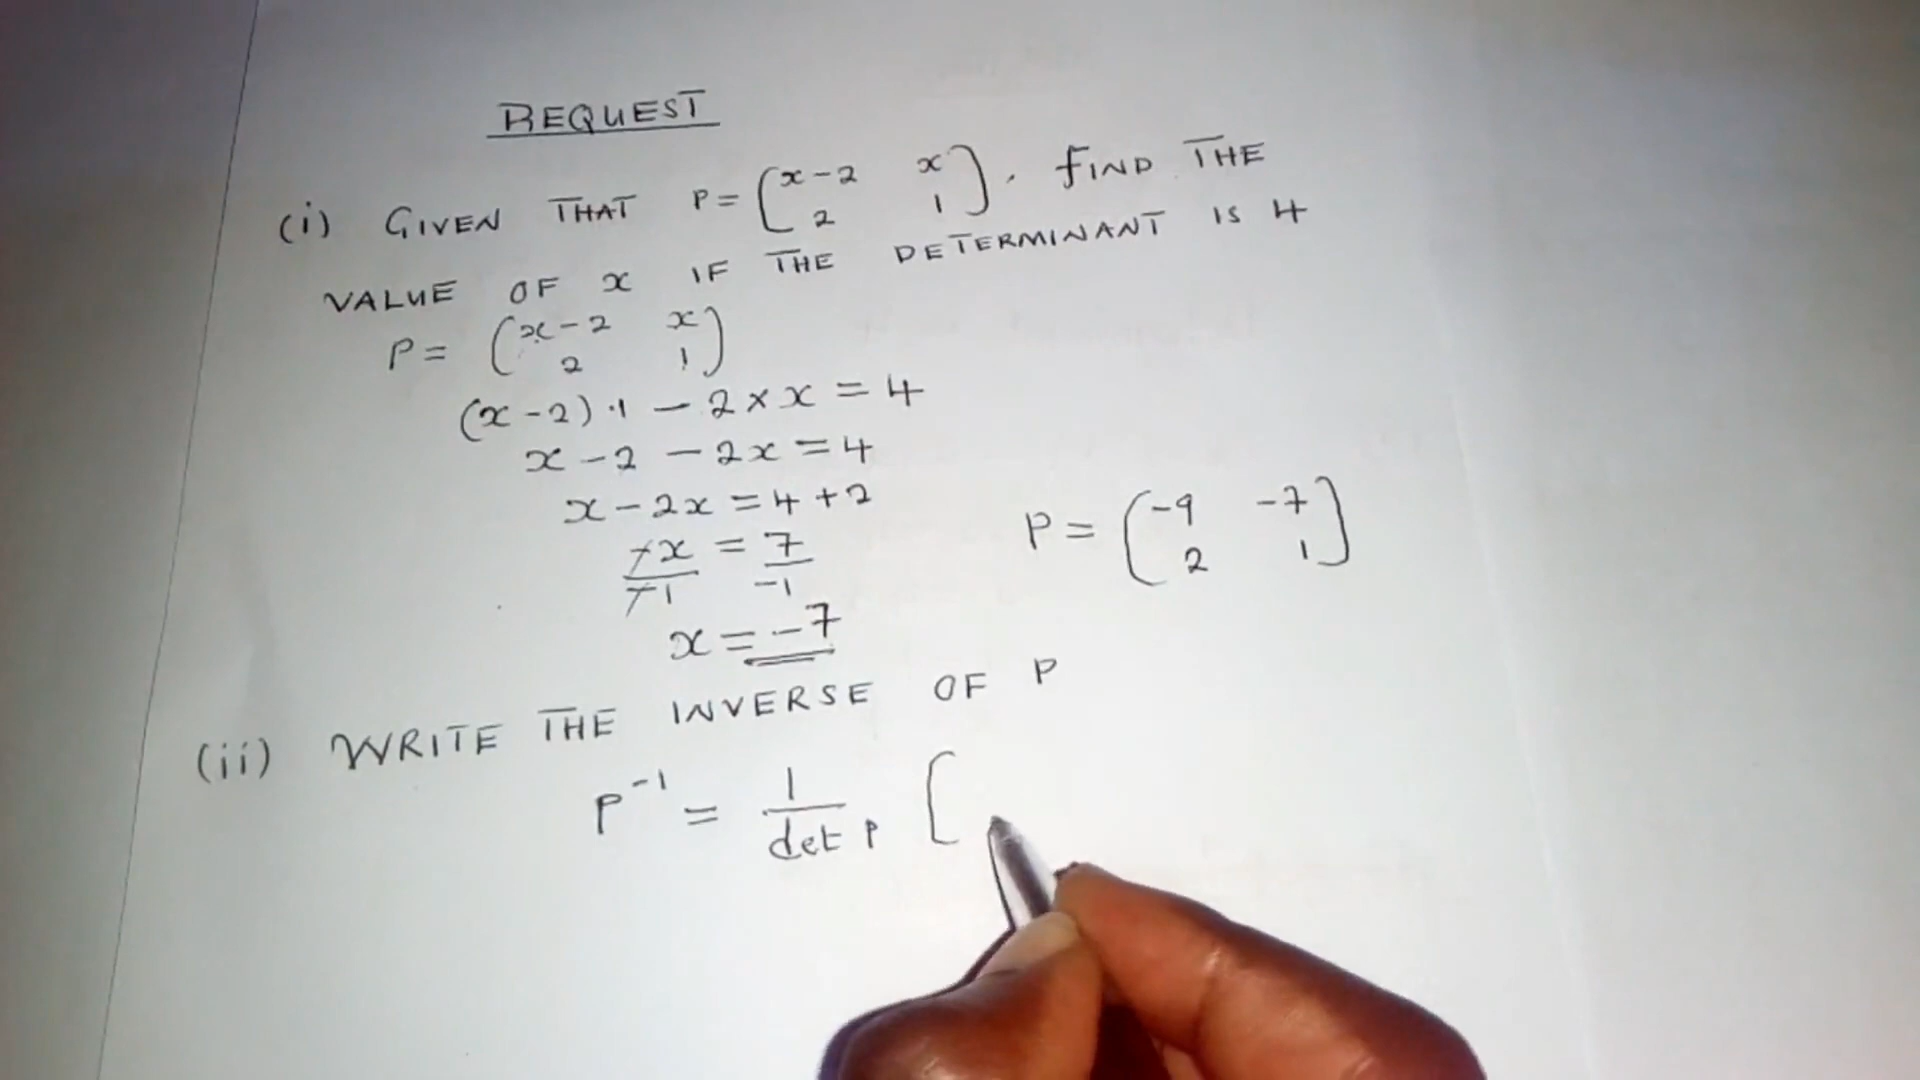 REQUEST
(i) GIVEN THAT P = (x-2 x
2 1). FIND THE
VALUE OF x IF THE DETERMINANT IS 4
P = (x-2 x
2 1)
(x-2)·1 - 2×x = 4
x - 2 - 2x = 4
x - 2x = 4 + 2
-x/-1 = 7/-1
x = -7
P = (-9 -7
2 1)
(ii) WRITE THE INVERSE OF P
P⁻¹ = 1/det P [